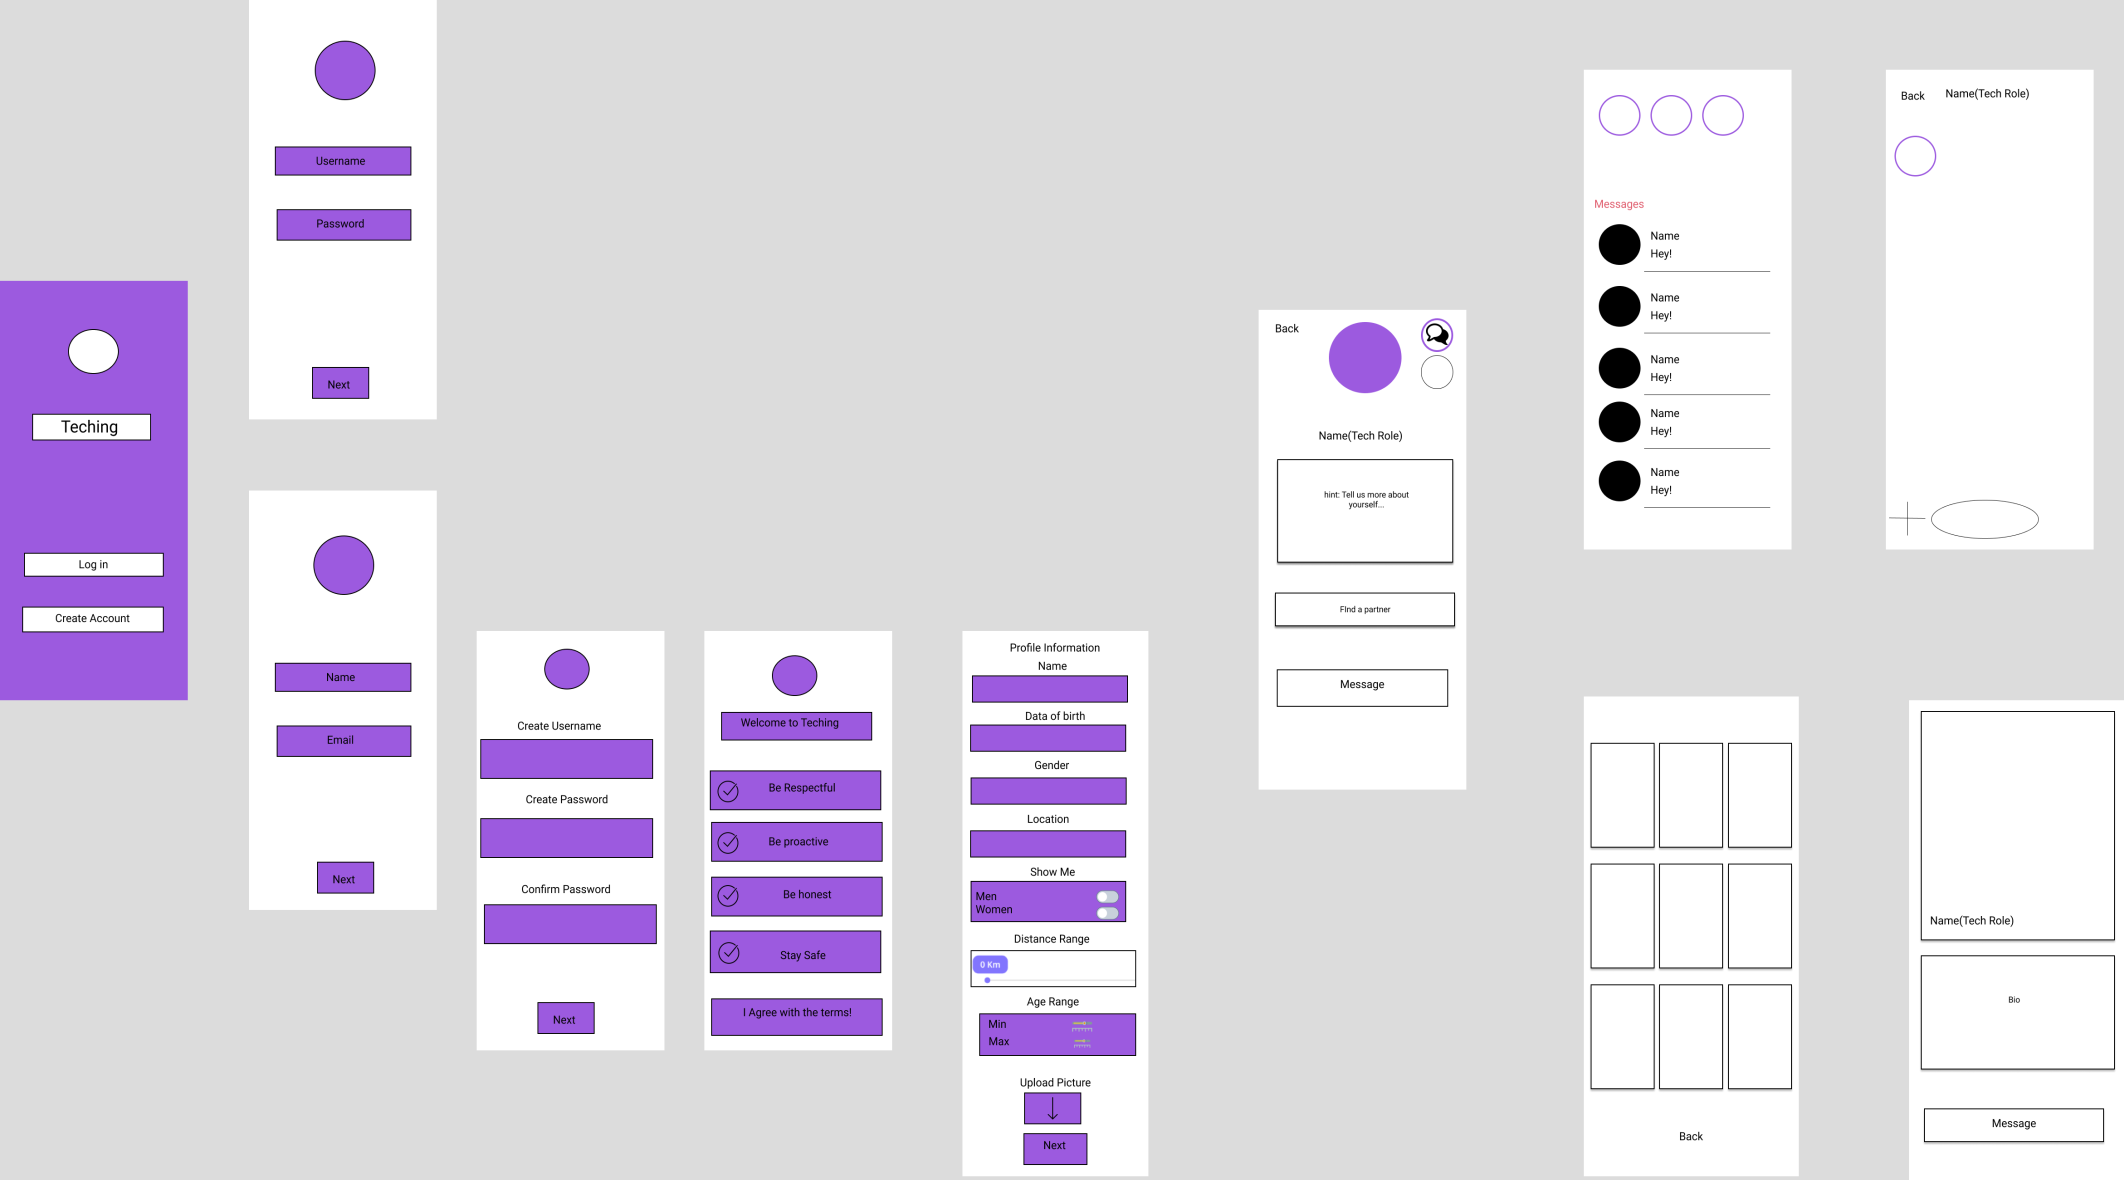 Teching
Log in
Create Account
Username
Password
Next
Name
Email
Next
Create Username
Create Password
Confirm Password
Next
Welcome to Teching
Be Respectful
Be proactive
Be honest
Stay Safe
I Agree with the terms!
Profile Information
Name
Data of birth
Gender
Location
Show Me
Men
Women
Distance Range
0 Km
Age Range
Min
Max
Upload Picture
Next
Back
Name(Tech Role)
hint: Tell us more about
yourself...
FInd a partner
Message
Messages
Name
Hey!
Name
Hey!
Name
Hey!
Name
Hey!
Name
Hey!
Back
Name(Tech Role)
Back
Name(Tech Role)
Bio
Message